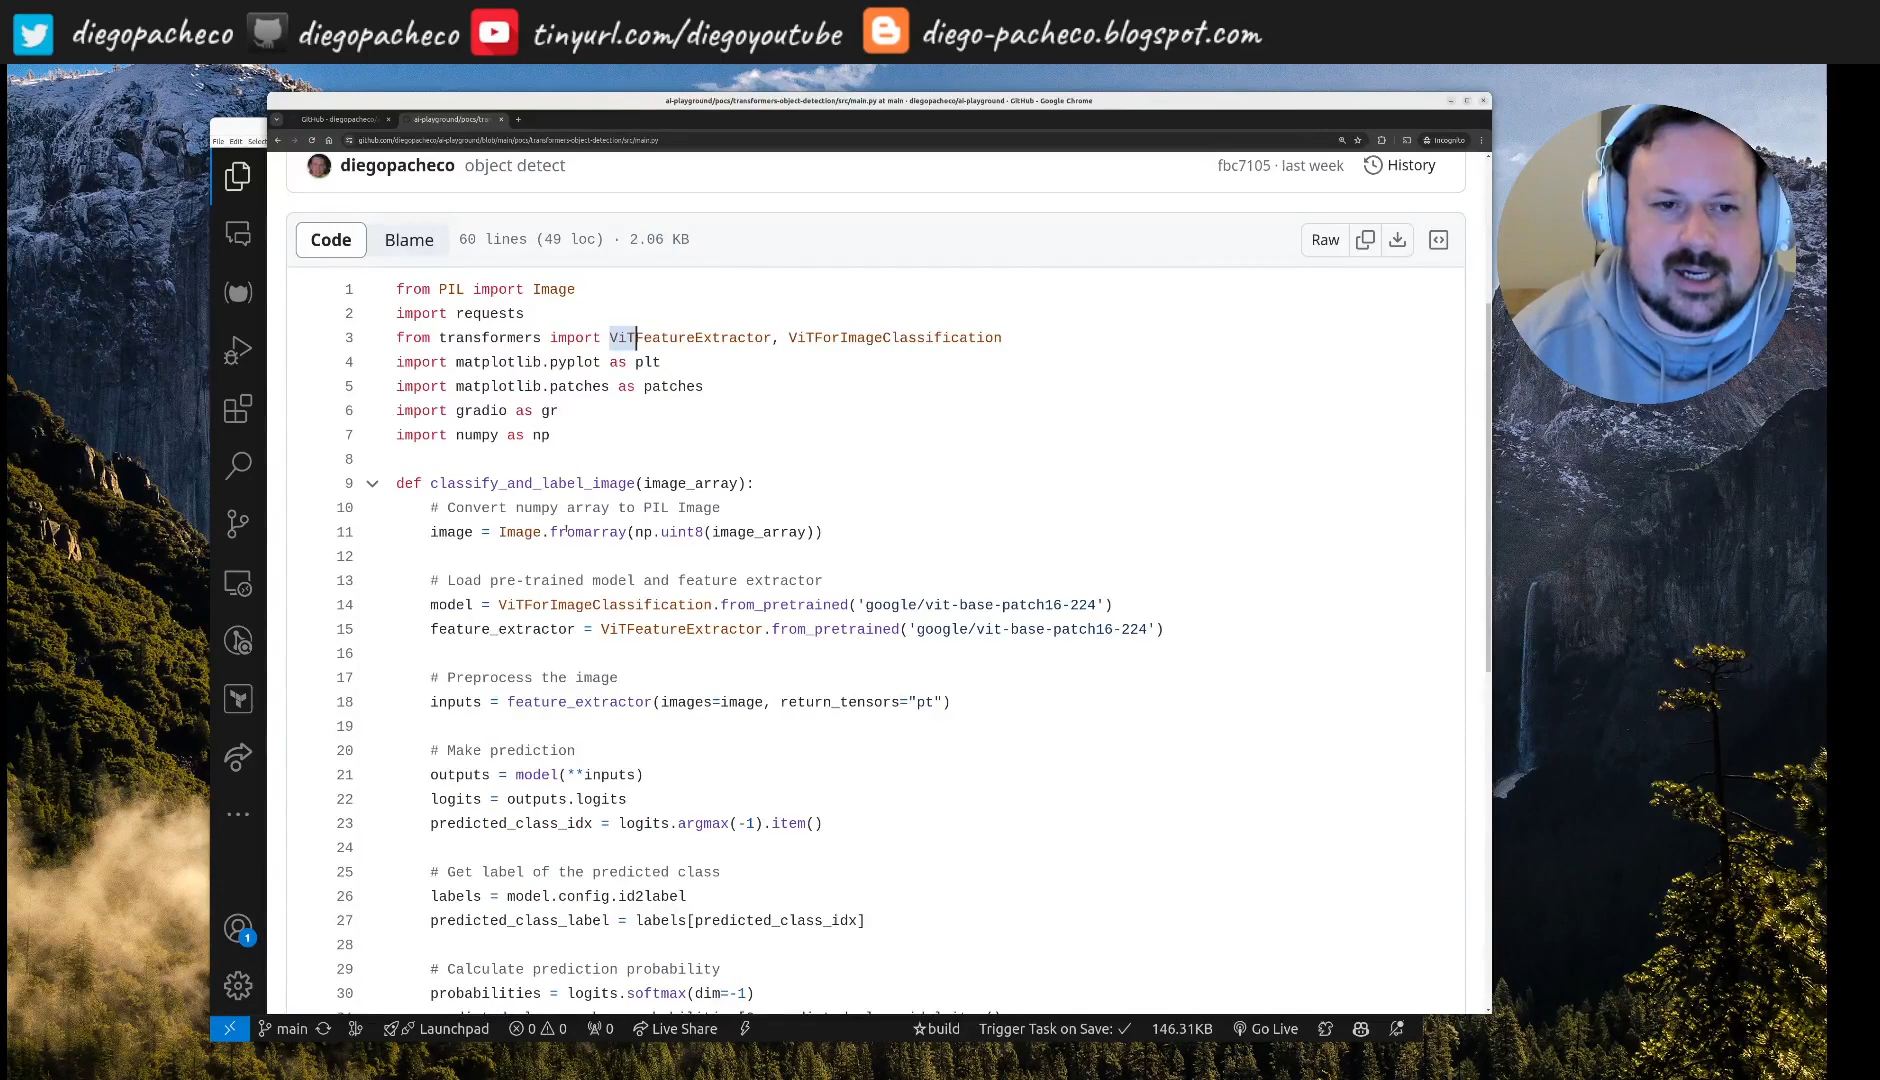 diegopacheco diegopacheco tinyurl.com/diegoyoutube diego-pacheco.blogspot.com
ai-playground/pocs/transformers-object-detection/src/main.py at main · diegopacheco/ai-playground · GitHub - Google Chrome
GitHub - diegopacheco/ ai-playground/pocs/tran
File Edit Select
github.com/diegopacheco/ai-playground/blob/main/pocs/transformers-object-detection/src/main.py Incognito
diegopacheco object detect fbc7105 · last week History
Code Blame 60 lines (49 loc) · 2.06 KB Raw
1 from PIL import Image
2 import requests
3 from transformers import ViTFeatureExtractor, ViTForImageClassification
4 import matplotlib.pyplot as plt
5 import matplotlib.patches as patches
6 import gradio as gr
7 import numpy as np
8
9 def classify_and_label_image(image_array):
10 # Convert numpy array to PIL Image
11 image = Image.fromarray(np.uint8(image_array))
12
13 # Load pre-trained model and feature extractor
14 model = ViTForImageClassification.from_pretrained('google/vit-base-patch16-224')
15 feature_extractor = ViTFeatureExtractor.from_pretrained('google/vit-base-patch16-224')
16
17 # Preprocess the image
18 inputs = feature_extractor(images=image, return_tensors="pt")
19
20 # Make prediction
21 outputs = model(**inputs)
22 logits = outputs.logits
23 predicted_class_idx = logits.argmax(-1).item()
24
25 # Get label of the predicted class
26 labels = model.config.id2label
27 predicted_class_label = labels[predicted_class_idx]
28
29 # Calculate prediction probability
30 probabilities = logits.softmax(dim=-1)
1
main Launchpad 0 0 0 Live Share build Trigger Task on Save: ✓ 146.31KB Go Live